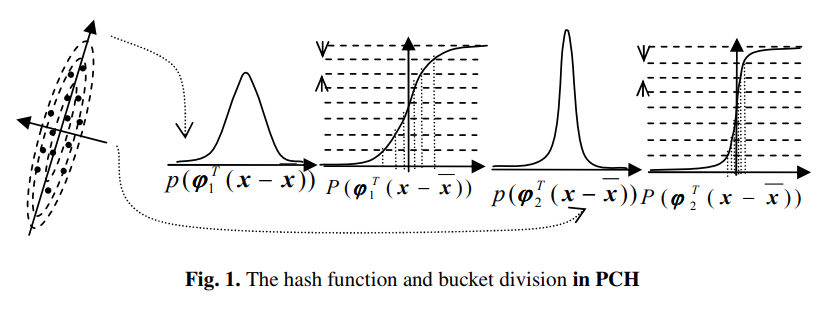 p(φ₁ᵀ(x − x̄)) P(φ₁ᵀ(x − x̄)) p(φ₂ᵀ(x − x̄)) P(φ₂ᵀ(x − x̄))
Fig. 1. The hash function and bucket division in PCH